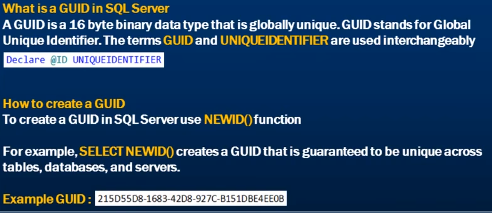 What is a GUID in SQL Server
A GUID is a 16 byte binary data type that is globally unique. GUID stands for Global
Unique Identifier. The terms GUID and UNIQUEIDENTIFIER are used interchangeably
Declare @ID UNIQUEIDENTIFIER
How to create a GUID
To create a GUID in SQL Server use NEWID() function
For example, SELECT NEWID() creates a GUID that is guaranteed to be unique across
tables, databases, and servers.
Example GUID : 215D55D8-1683-42D8-927C-B151DBE4EE0B